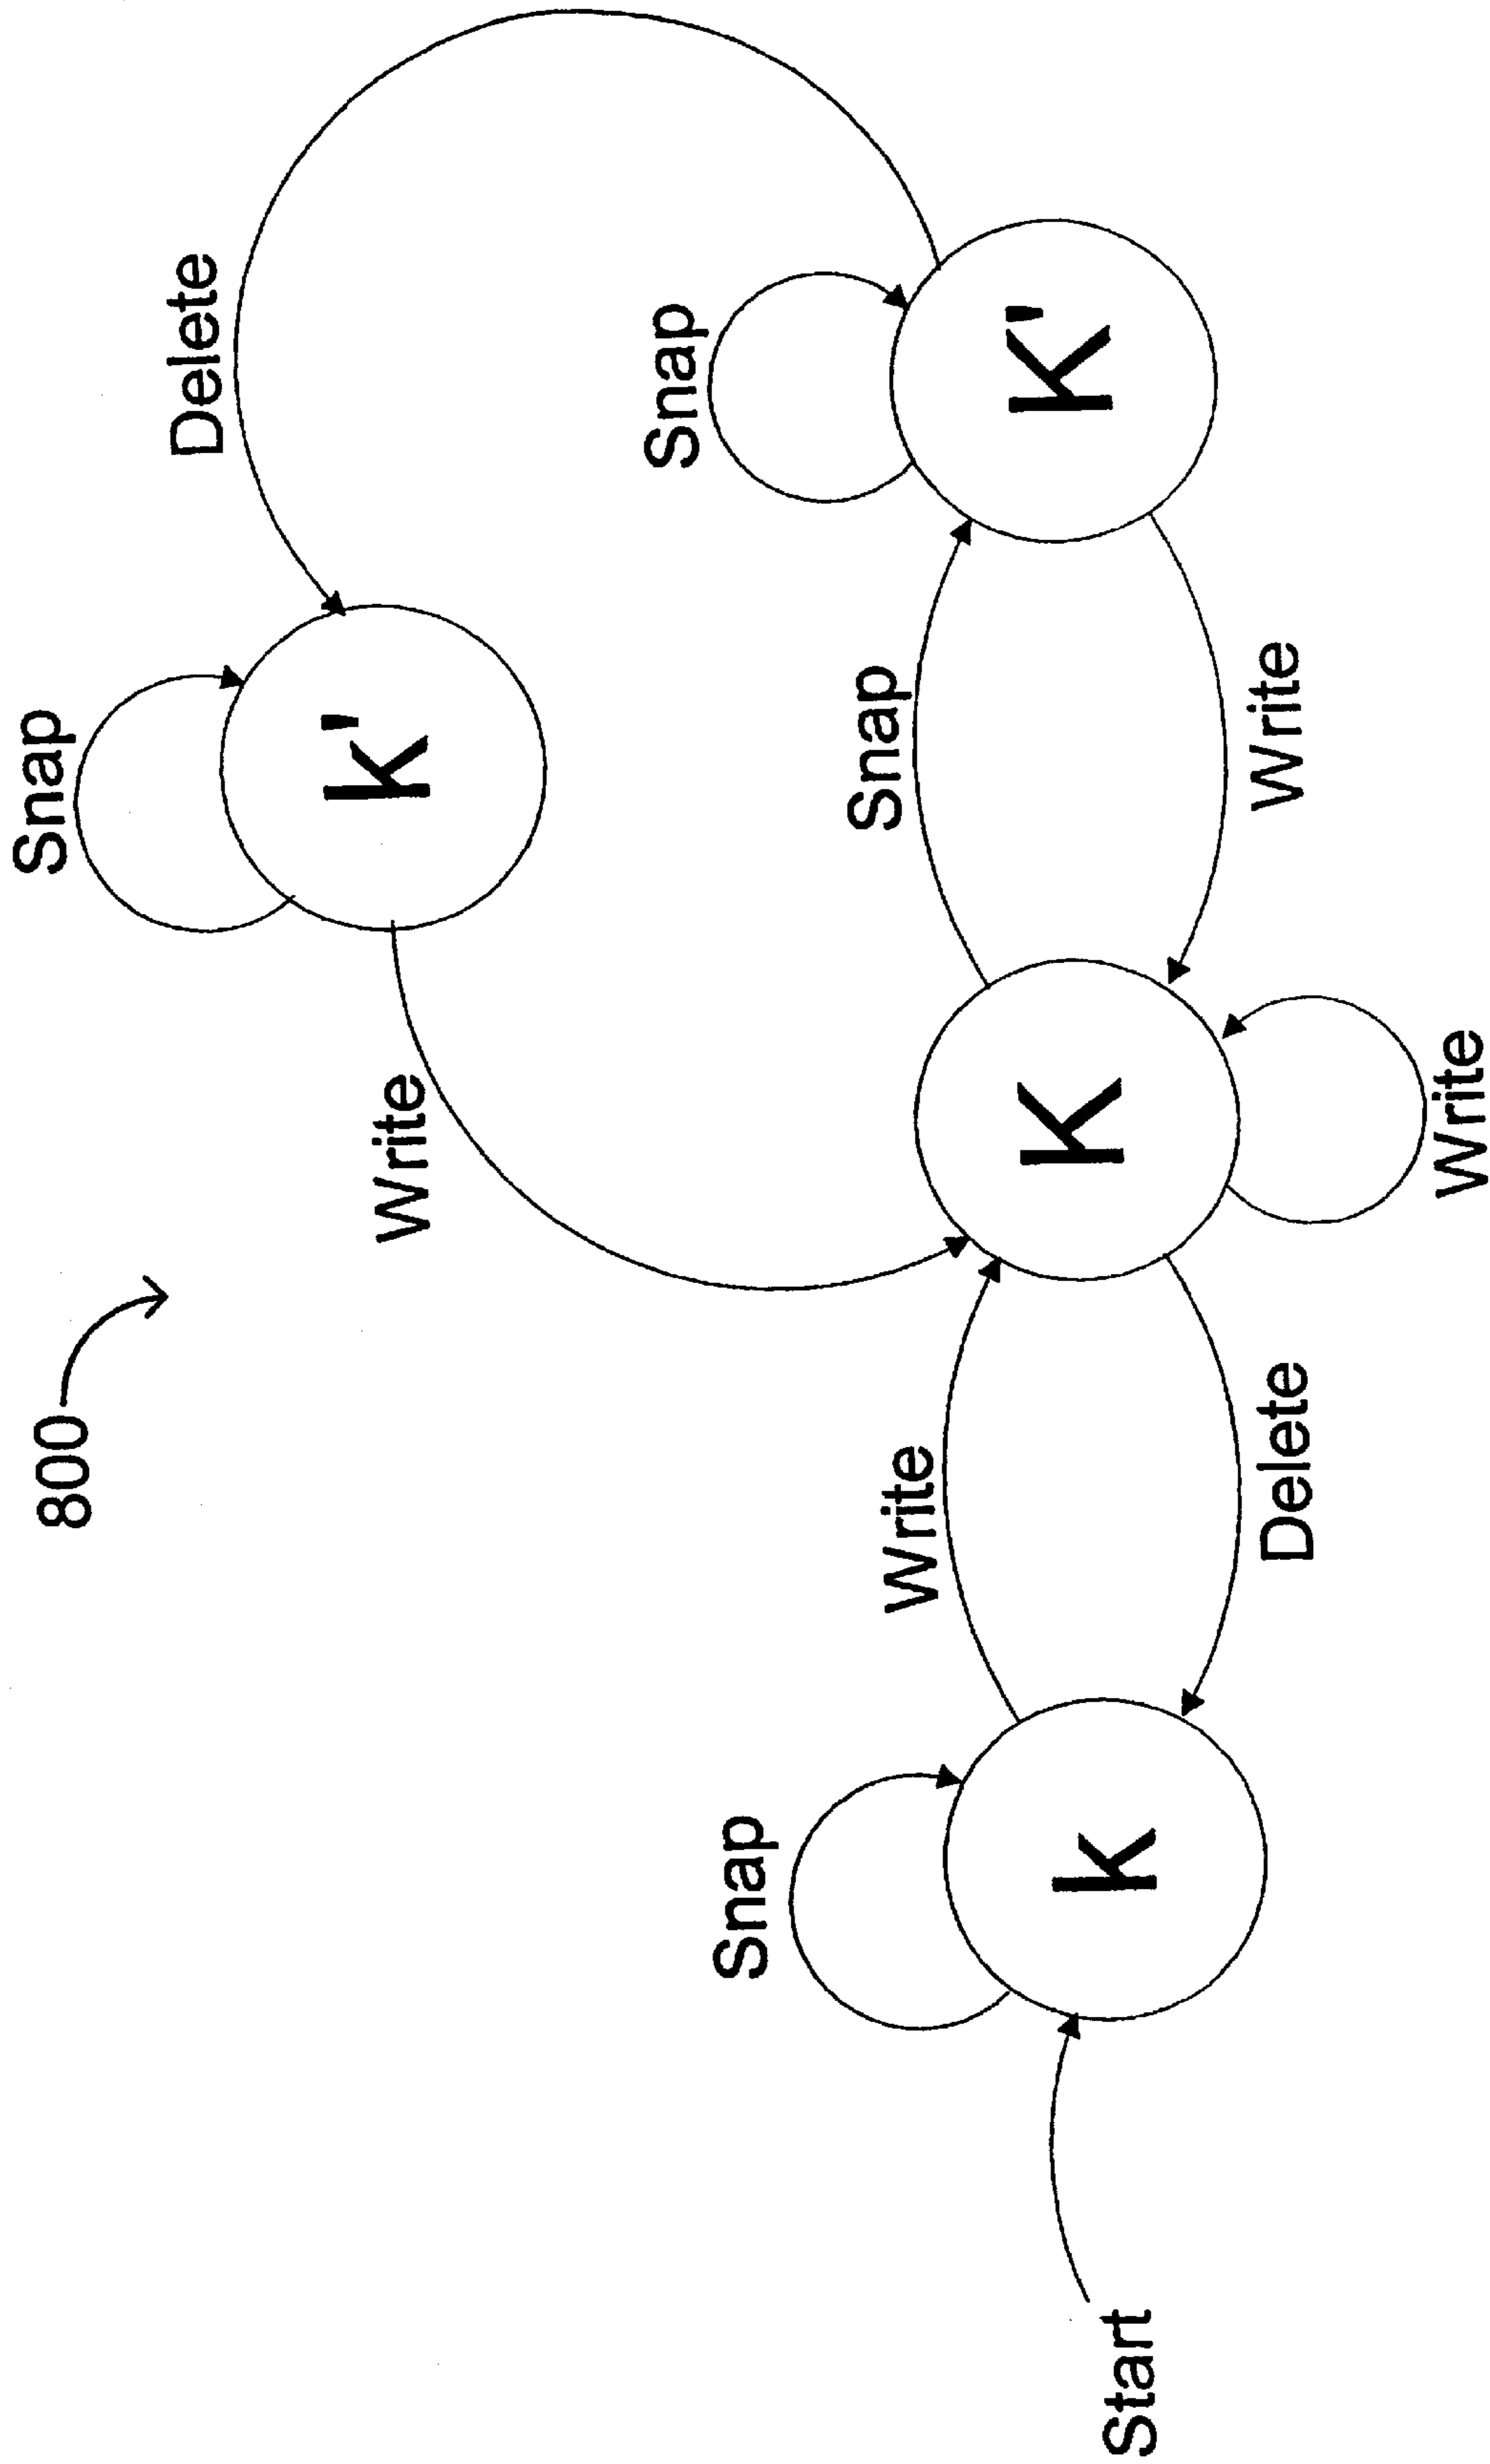 800
Snap
Delete
k'
Write
Snap
Snap
Write
Snap
Start
k
K
K'
Delete
Write
Write